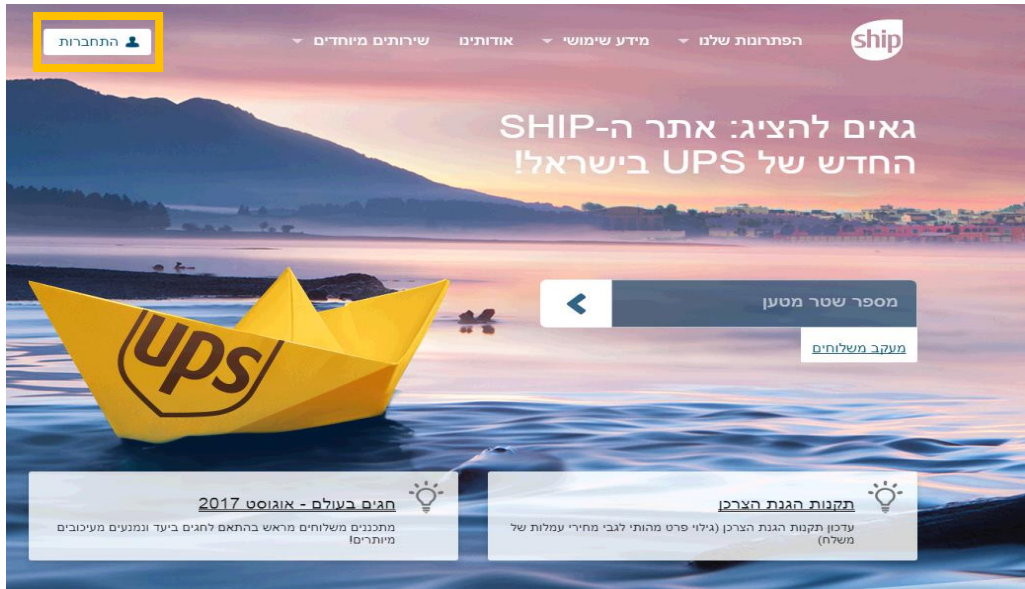 ship
הפתרונות שלנו
מידע שימושי
אודותינו
שירותים מיוחדים
התחברות
גאים להציג: אתר ה-SHIP
החדש של UPS בישראל!
מספר שטר מטען
מעקב משלוחים
ups
תקנות הגנת הצרכן
עדכון תקנות הגנת הצרכן (גילוי פרט מהותי לגבי מחירי עמלות של
משלח)
חגים בעולם - אוגוסט 2017
מתכננים משלוחים מראש בהתאם לחגים ביעד ונמנעים מעיכובים
מיותרים!